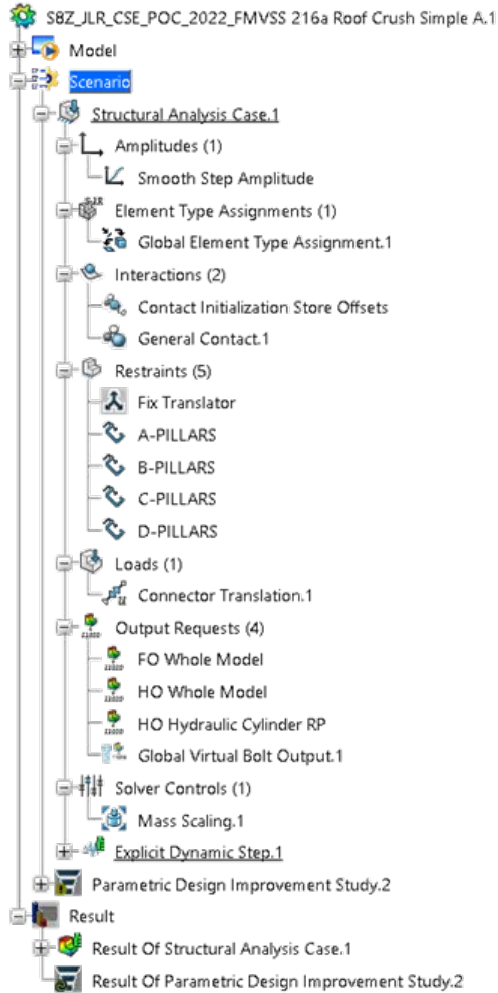 S8Z_JLR_CSE_POC_2022_FMVSS 216a Roof Crush Simple A.1
Model
Scenario
Structural Analysis Case.1
Amplitudes (1)
Smooth Step Amplitude
Element Type Assignments (1)
Global Element Type Assignment.1
Interactions (2)
Contact Initialization Store Offsets
General Contact.1
Restraints (5)
Fix Translator
A-PILLARS
B-PILLARS
C-PILLARS
D-PILLARS
Loads (1)
Connector Translation.1
Output Requests (4)
FO Whole Model
HO Whole Model
HO Hydraulic Cylinder RP
Global Virtual Bolt Output.1
Solver Controls (1)
Mass Scaling.1
Explicit Dynamic Step.1
Parametric Design Improvement Study.2
Result
Result Of Structural Analysis Case.1
Result Of Parametric Design Improvement Study.2